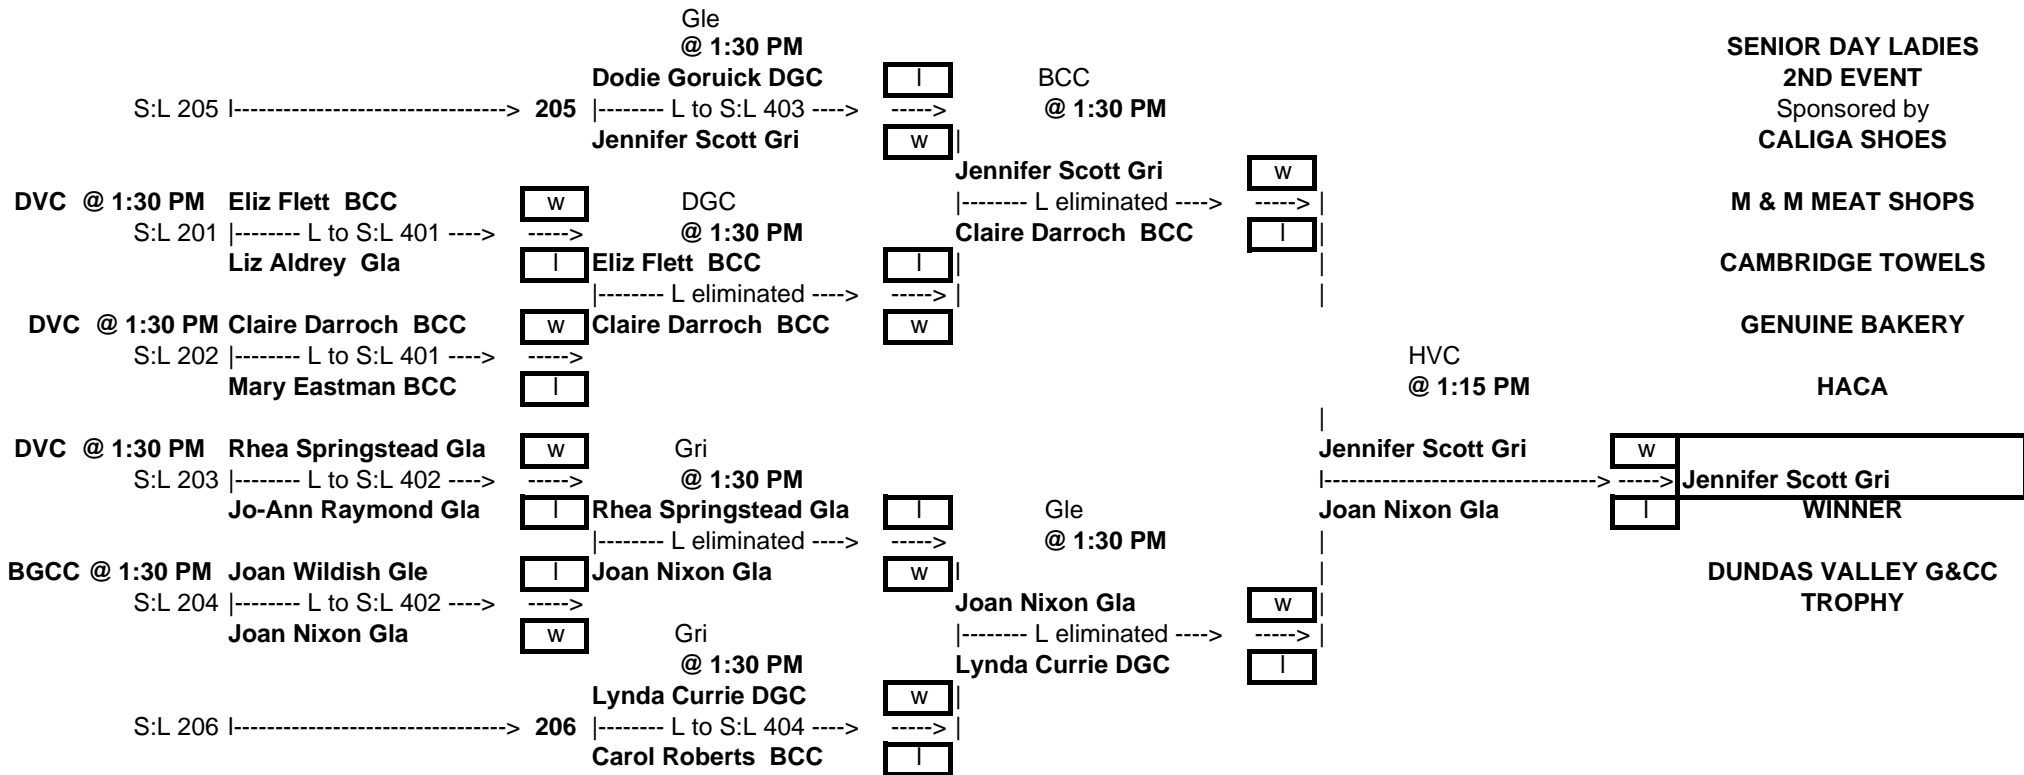 Gle
@ 1:30 PM SENIOR DAY LADIES
Dodie Goruick DGC l BCC 2ND EVENT
S:L 205 l---------------------------------> 205 |-------- L to S:L 403 ----> -----> @ 1:30 PM Sponsored by
Jennifer Scott Gri w | CALIGA SHOES
Jennifer Scott Gri w
DVC @ 1:30 PM Eliz Flett BCC w DGC |-------- L eliminated ----> -----> | M & M MEAT SHOPS
S:L 201 |-------- L to S:L 401 ----> -----> @ 1:30 PM Claire Darroch BCC l |
Liz Aldrey Gla l Eliz Flett BCC l | | CAMBRIDGE TOWELS
|-------- L eliminated ----> -----> | |
DVC @ 1:30 PM Claire Darroch BCC w Claire Darroch BCC w GENUINE BAKERY
S:L 202 |-------- L to S:L 401 ----> -----> HVC
Mary Eastman BCC l @ 1:15 PM HACA
|
DVC @ 1:30 PM Rhea Springstead Gla w Gri Jennifer Scott Gri w
S:L 203 |-------- L to S:L 402 ----> -----> @ 1:30 PM l---------------------------------> -----> Jennifer Scott Gri
Jo-Ann Raymond Gla l Rhea Springstead Gla l Gle Joan Nixon Gla l WINNER
|-------- L eliminated ----> -----> @ 1:30 PM |
BGCC @ 1:30 PM Joan Wildish Gle l Joan Nixon Gla w l | DUNDAS VALLEY G&CC
S:L 204 |-------- L to S:L 402 ----> -----> Joan Nixon Gla w | TROPHY
Joan Nixon Gla w Gri |-------- L eliminated ----> -----> |
@ 1:30 PM Lynda Currie DGC l
Lynda Currie DGC w |
S:L 206 l---------------------------------> 206 |-------- L to S:L 404 ----> -----> |
Carol Roberts BCC l